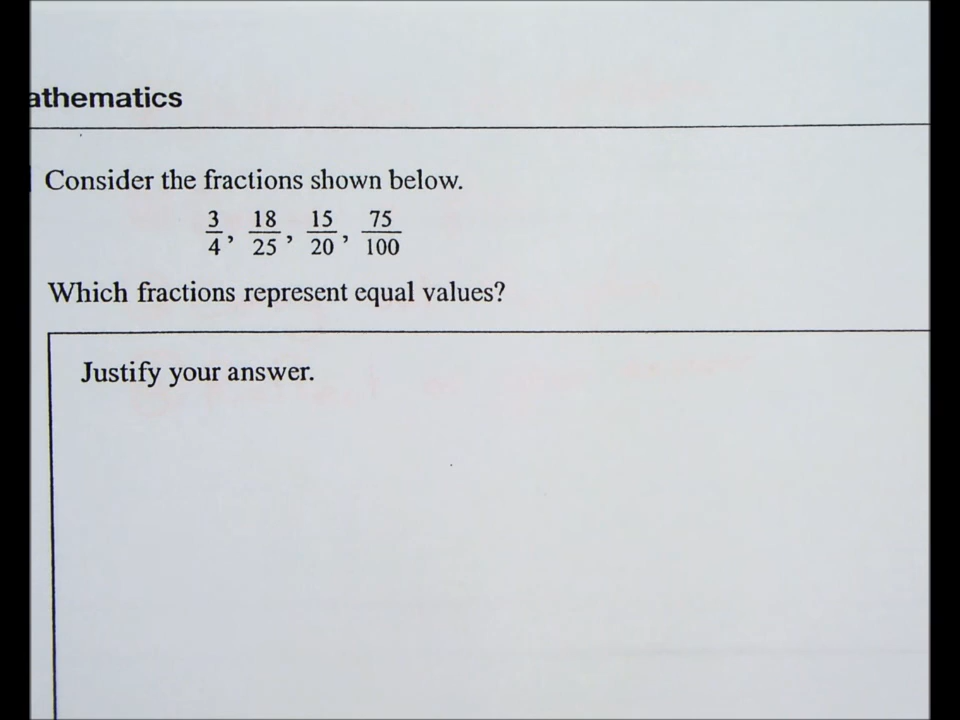 athematics
Consider the fractions shown below.
3/4, 18/25, 15/20, 75/100
Which fractions represent equal values?
Justify your answer.